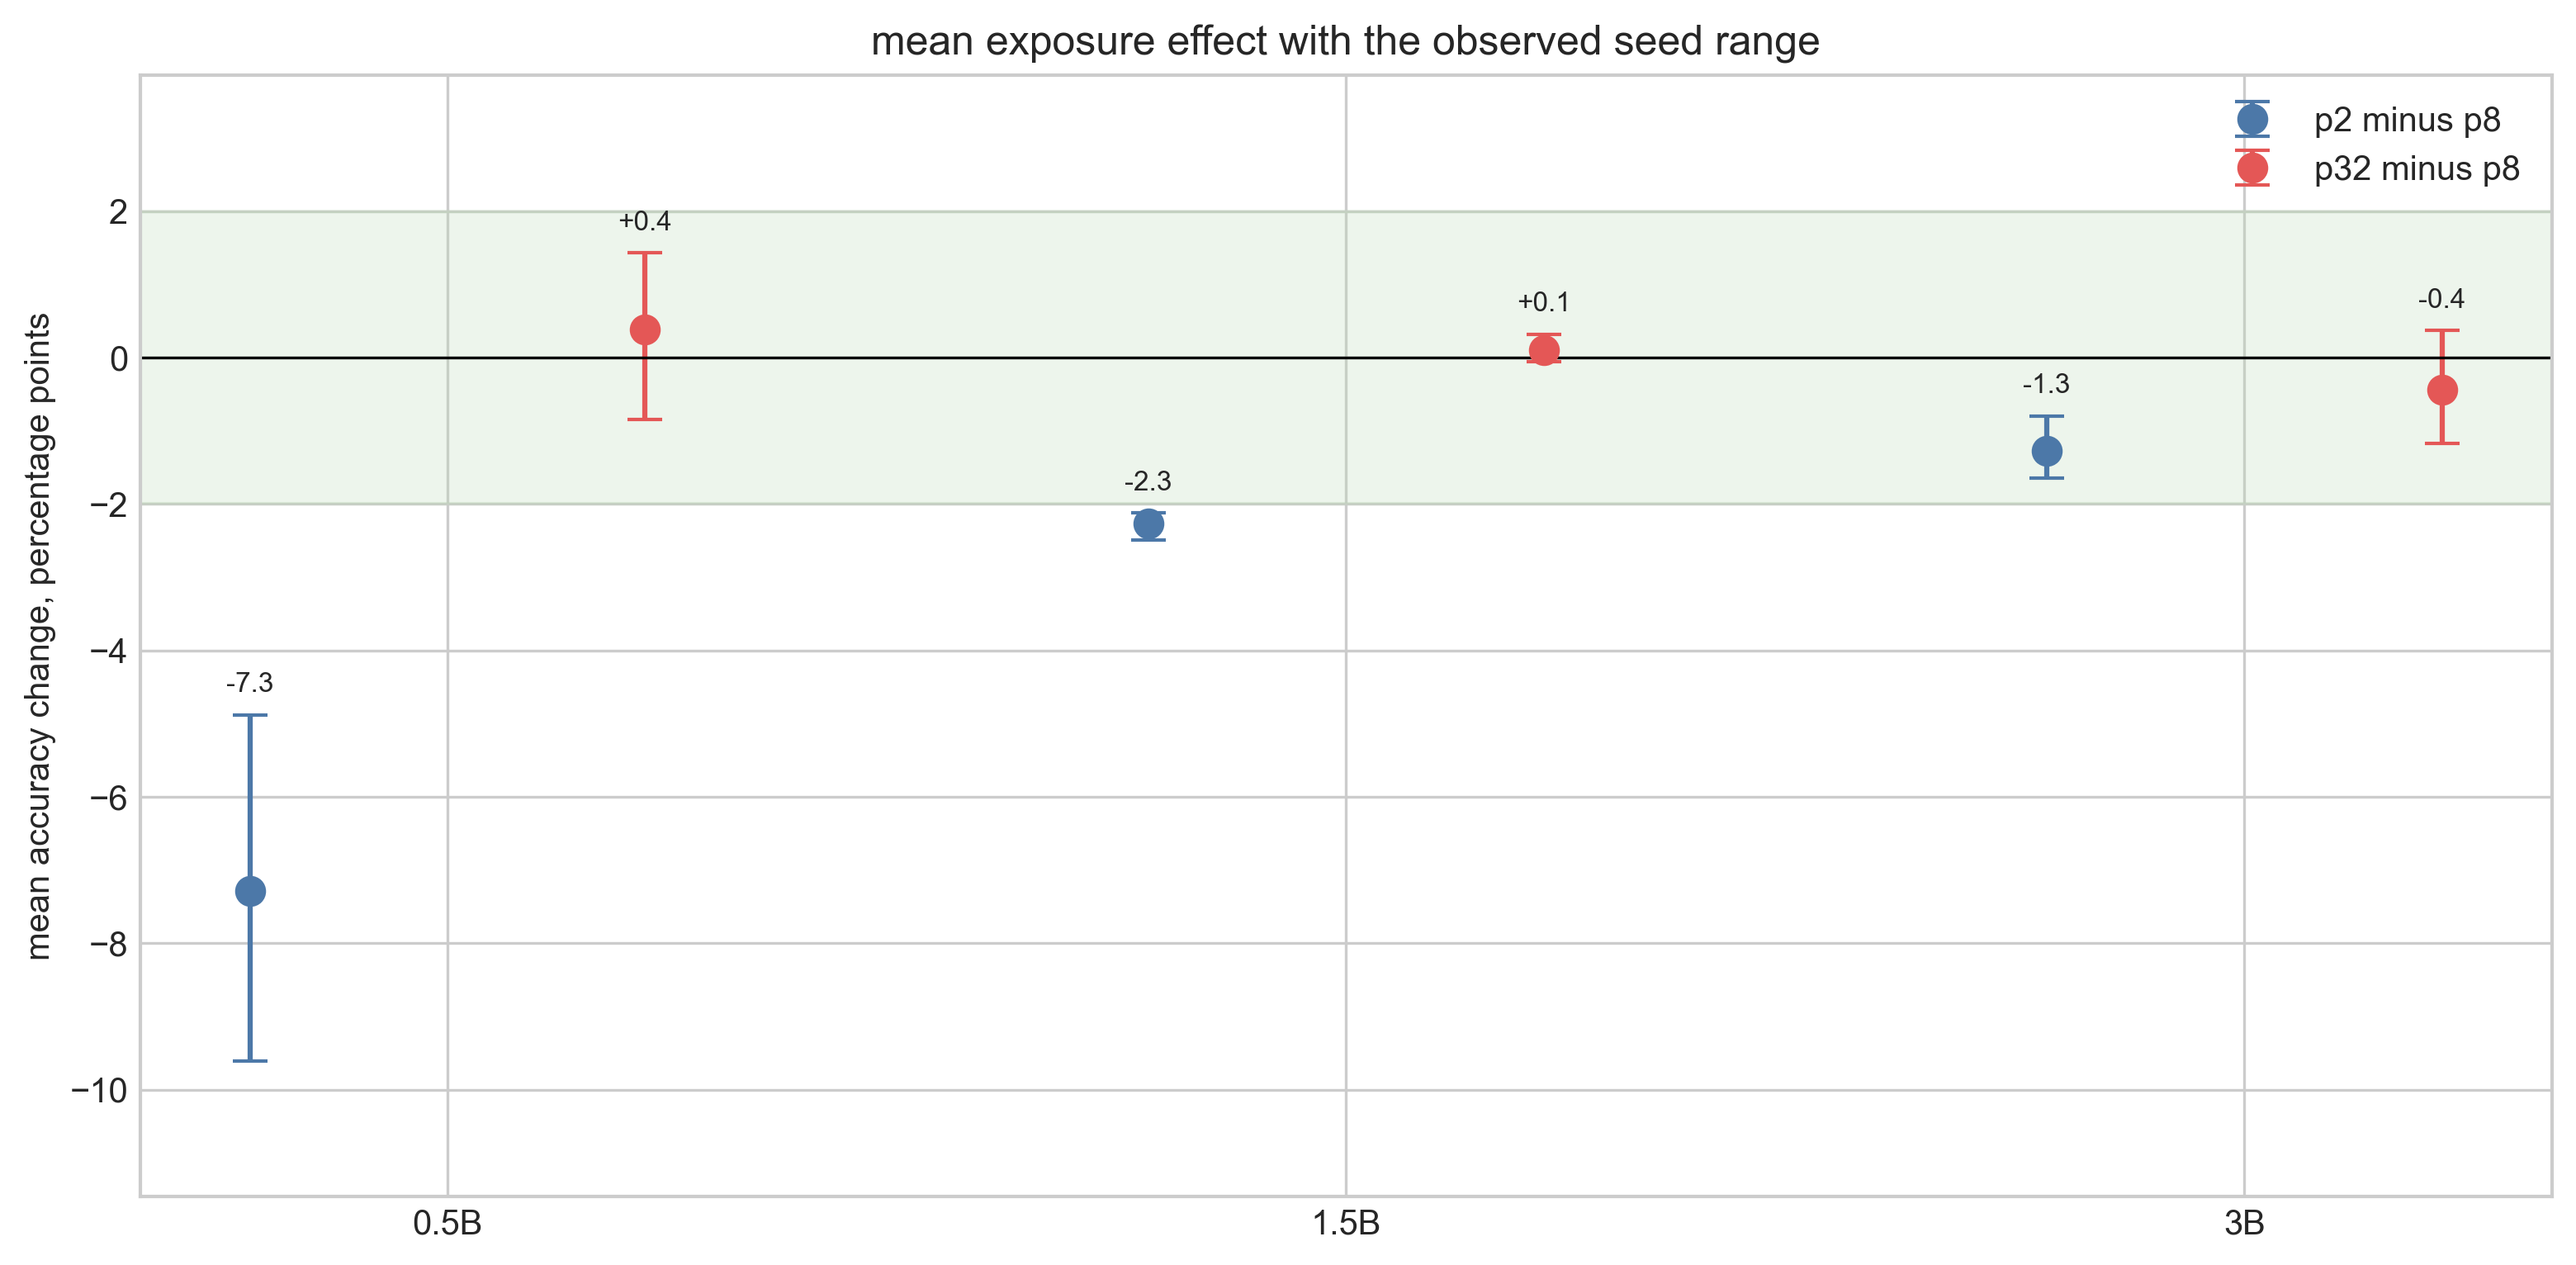 mean exposure effect with the observed seed range
p2 minus p8
p32 minus p8
mean accuracy change, percentage points
2
0
−2
−4
−6
−8
−10
+0.4
+0.1
-0.4
-1.3
-2.3
-7.3
0.5B
1.5B
3B